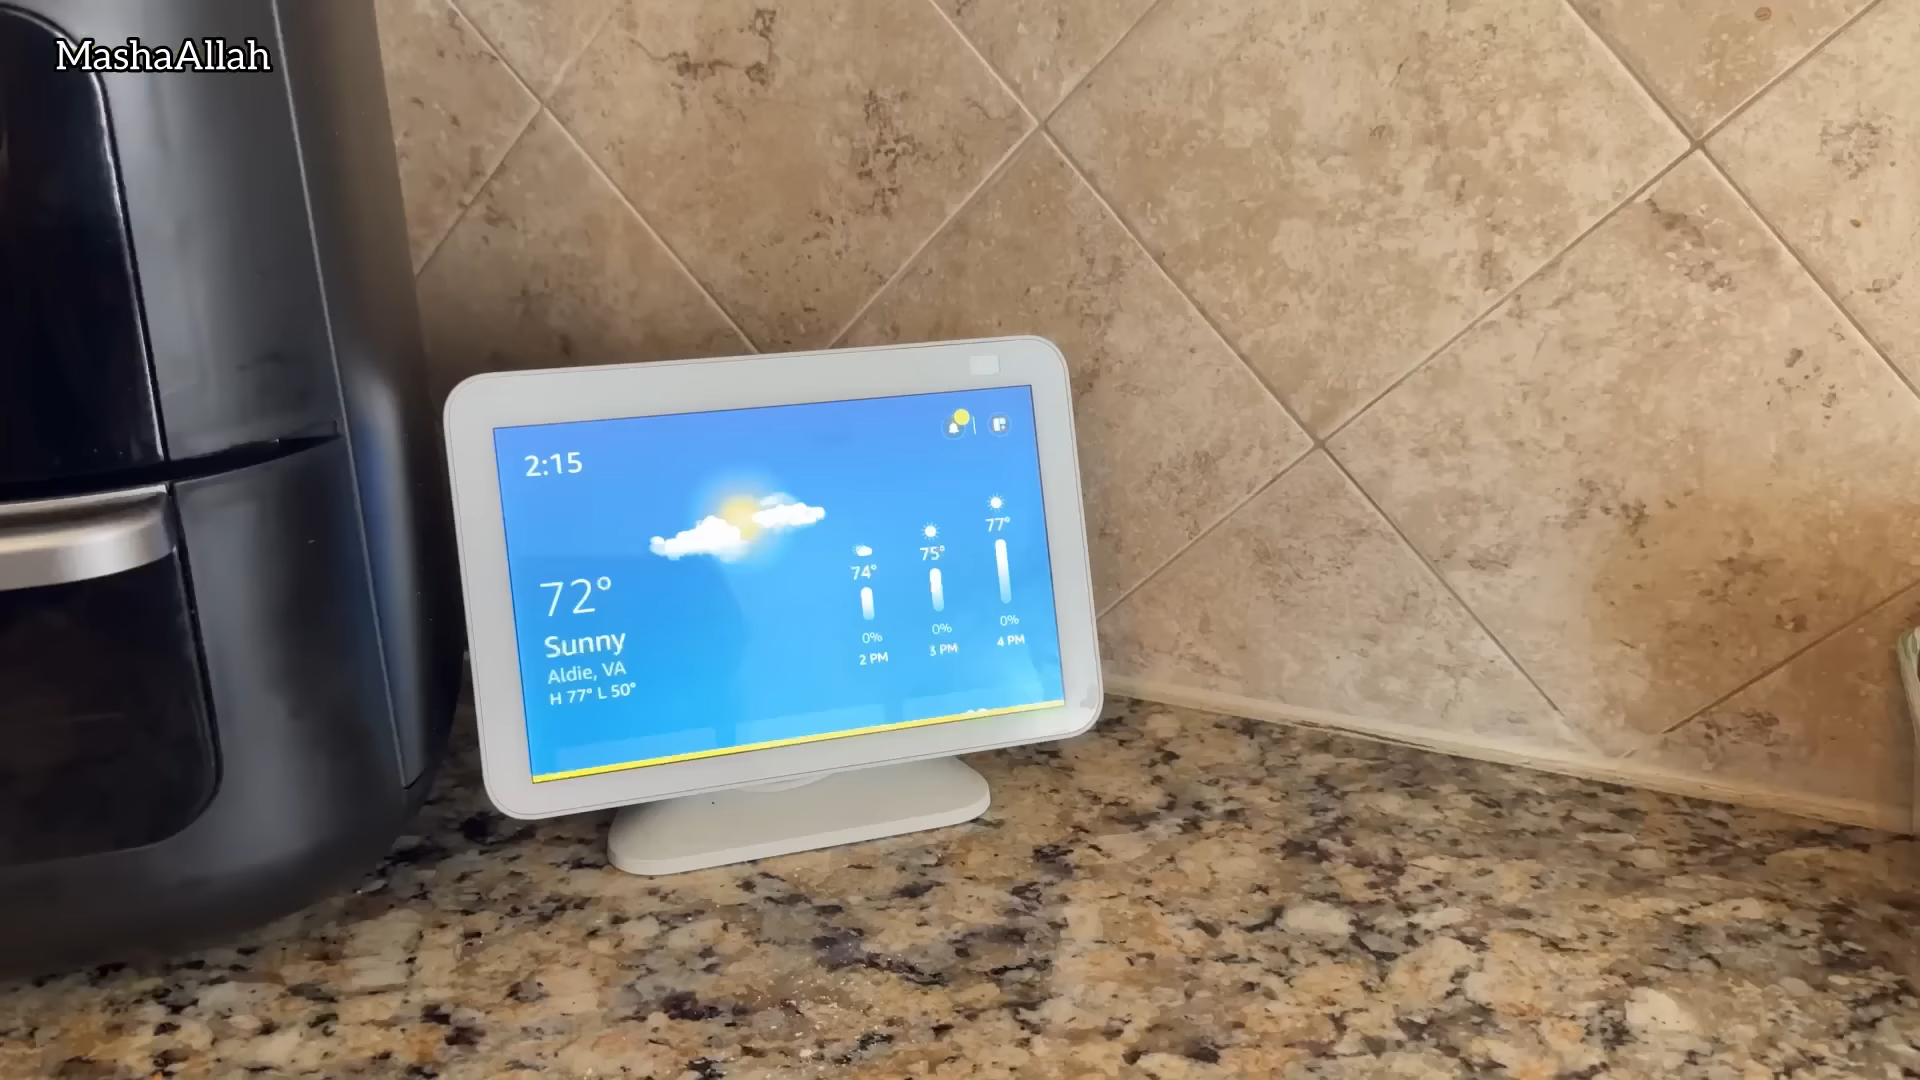 MashaAllah
2:15
72°
Sunny
Aldie, VA
H 77° L 50°
74°
0%
2 PM
75°
0%
3 PM
77°
0%
4 PM